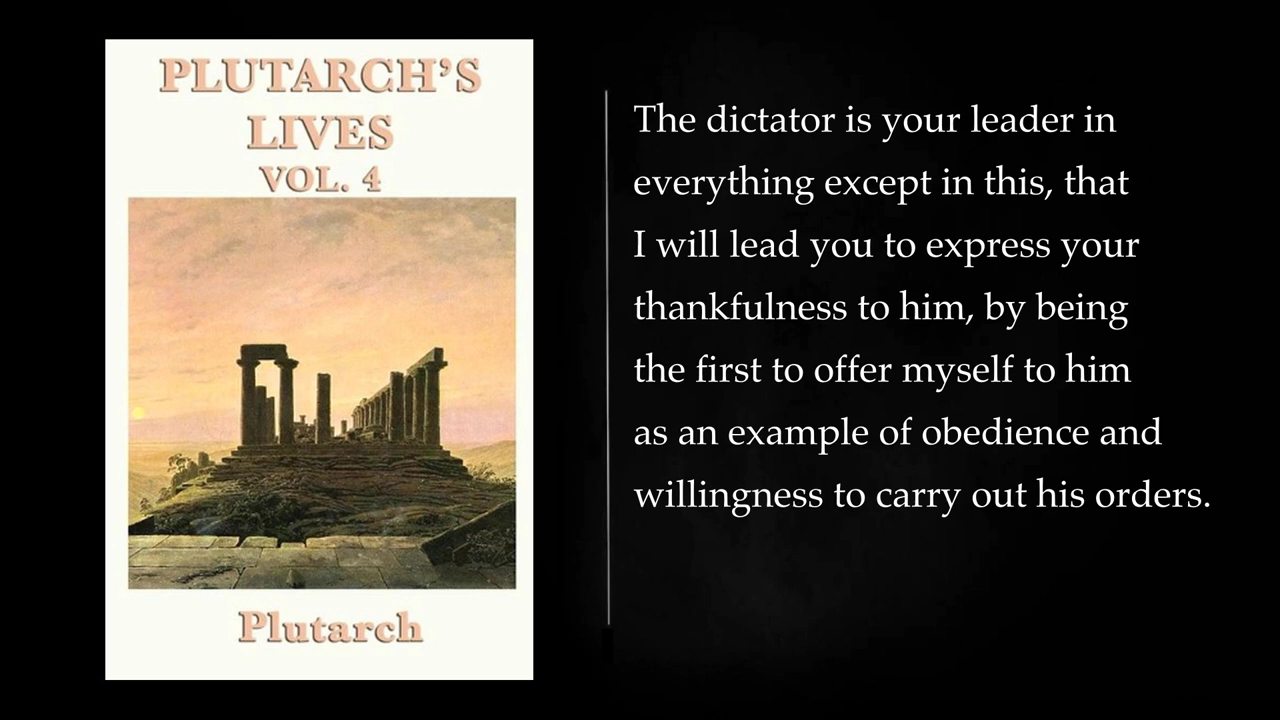 PLUTARCH'S
LIVES
VOL. 4
Plutarch
The dictator is your leader in
everything except in this, that
I will lead you to express your
thankfulness to him, by being
the first to offer myself to him
as an example of obedience and
willingness to carry out his orders.